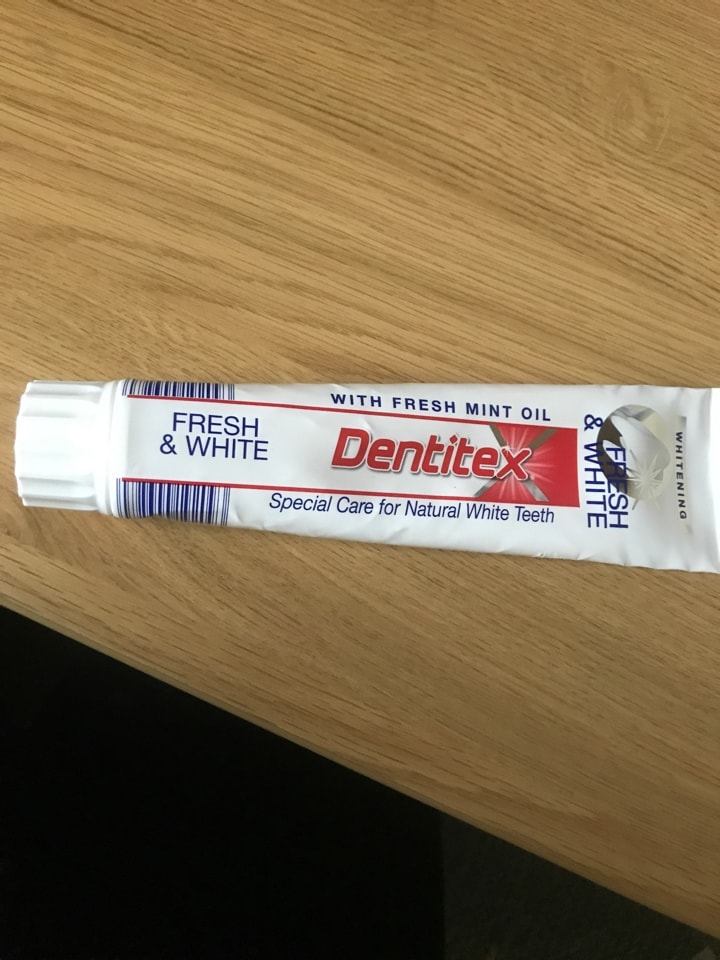 WITH FRESH MINT OIL
FRESH
& WHITE
Dentitex
Special Care for Natural White Teeth
FRESH
& WHITE
WHITENING